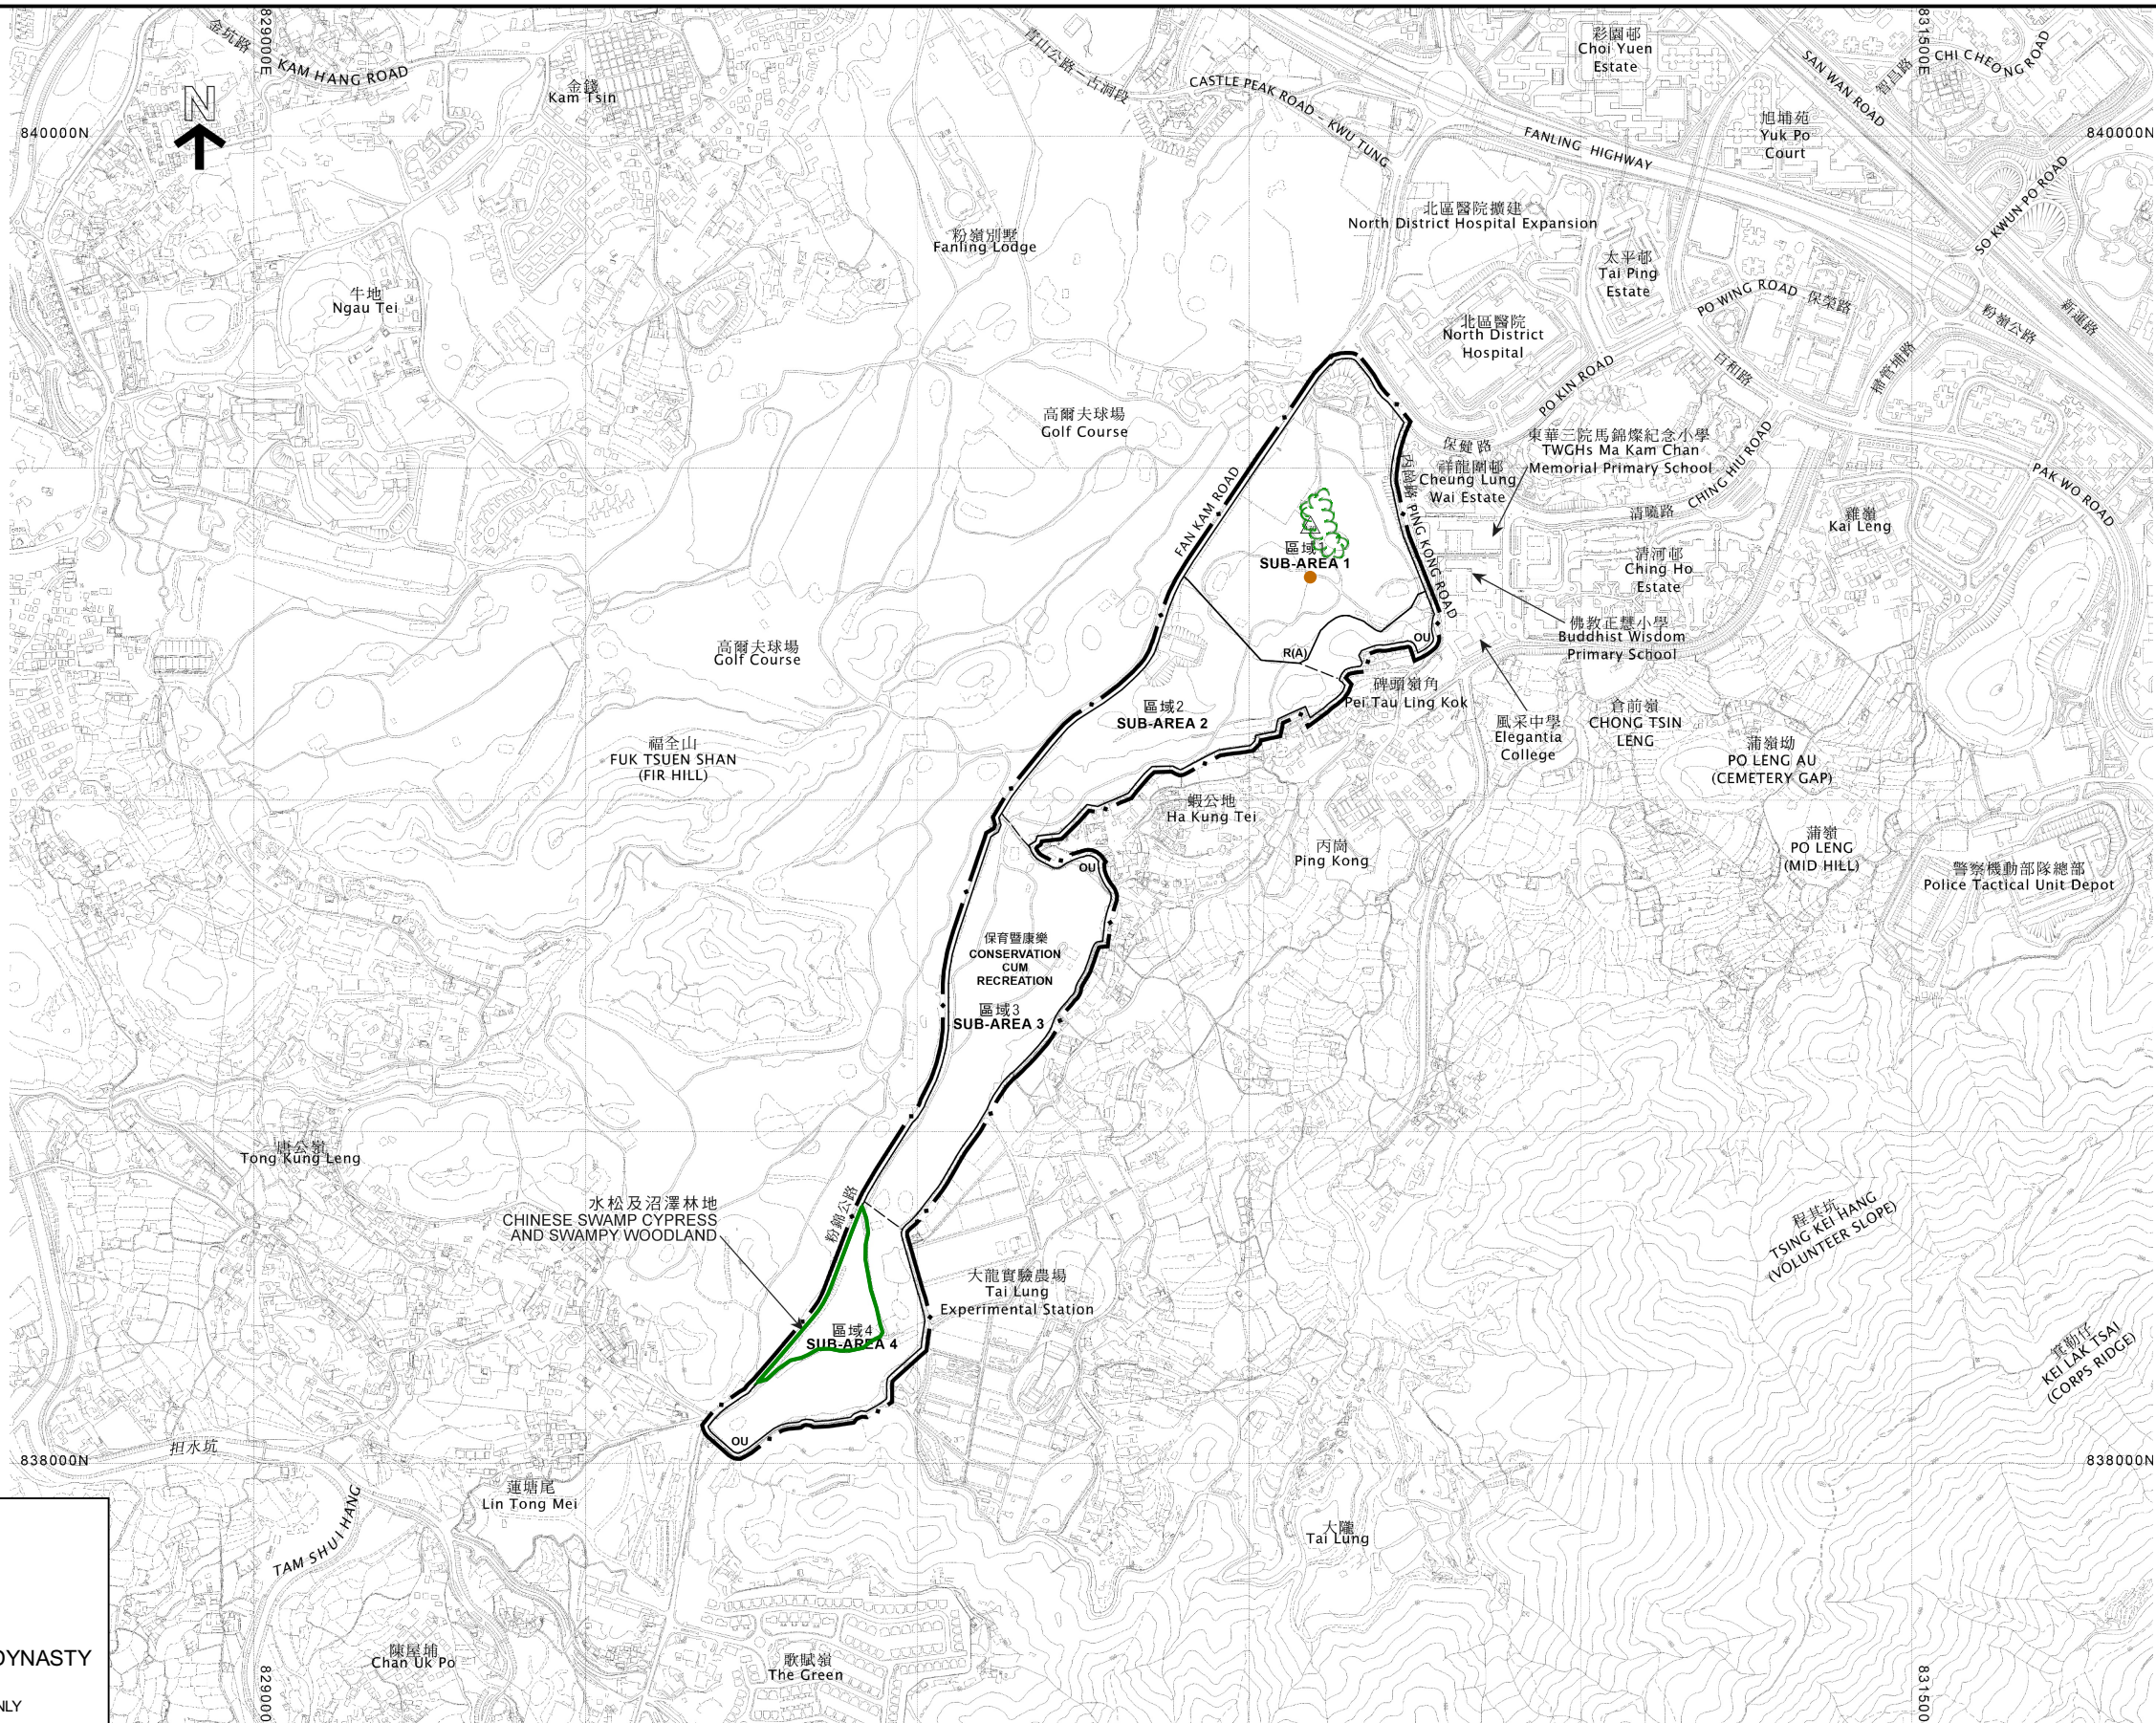 829000E
金坑路
KAM HANG ROAD
N
840000N
金錢
Kam Tsin
青山公路－古洞段
CASTLE PEAK ROAD - KWU TUNG
彩園邨
Choi Yuen
Estate
FANLING HIGHWAY
SAN WAN ROAD
831500E
智昌路
CHI CHEONG ROAD
旭埔苑
Yuk Po
Court
840000N
SO KWUN PO ROAD
粉嶺別墅
Fanling Lodge
北區醫院擴建
North District Hospital Expansion
太平邨
Tai Ping
Estate
牛地
Ngau Tei
北區醫院
North District
Hospital
PO WING ROAD
保榮路
粉嶺公路
新運路
掃管埔路
百和路
PO KIN ROAD
高爾夫球場
Golf Course
保健路
祥龍圍邨
Cheung Lung
Wai Estate
東華三院馬錦燦紀念小學
TWGHs Ma Kam Chan
Memorial Primary School
CHING HIU ROAD
清曉路
PAK WO ROAD
雞嶺
Kai Leng
FAN KAM ROAD
丙崗路
PING KONG ROAD
區域1
SUB-AREA 1
清河邨
Ching Ho
Estate
佛教正慧小學
Buddhist Wisdom
Primary School
OU
R(A)
高爾夫球場
Golf Course
碑頭嶺角
Pei Tau Ling Kok
區域2
SUB-AREA 2
風采中學
Elegantia
College
倉前嶺
CHONG TSIN
LENG
蒲嶺坳
PO LENG AU
(CEMETERY GAP)
福全山
FUK TSUEN SHAN
(FIR HILL)
蝦公地
Ha Kung Tei
丙崗
Ping Kong
蒲嶺
PO LENG
(MID HILL)
警察機動部隊總部
Police Tactical Unit Depot
OU
保育暨康樂
CONSERVATION
CUM
RECREATION
區域3
SUB-AREA 3
唐公嶺
Tong Kung Leng
水松及沼澤林地
CHINESE SWAMP CYPRESS
AND SWAMPY WOODLAND
粉錦公路
程其坑
TSING KEI HANG
(VOLUNTEER SLOPE)
大龍實驗農場
Tai Lung
Experimental Station
區域4
SUB-AREA 4
箕勒仔
KEI LAK TSAI
(CORPS RIDGE)
OU
担水坑
838000N
838000N
蓮塘尾
Lin Tong Mei
TAM SHUI HANG
大隴
Tai Lung
陳屋埔
Chan Uk Po
歌賦嶺
The Green
DYNASTY
NLY
829000
831500